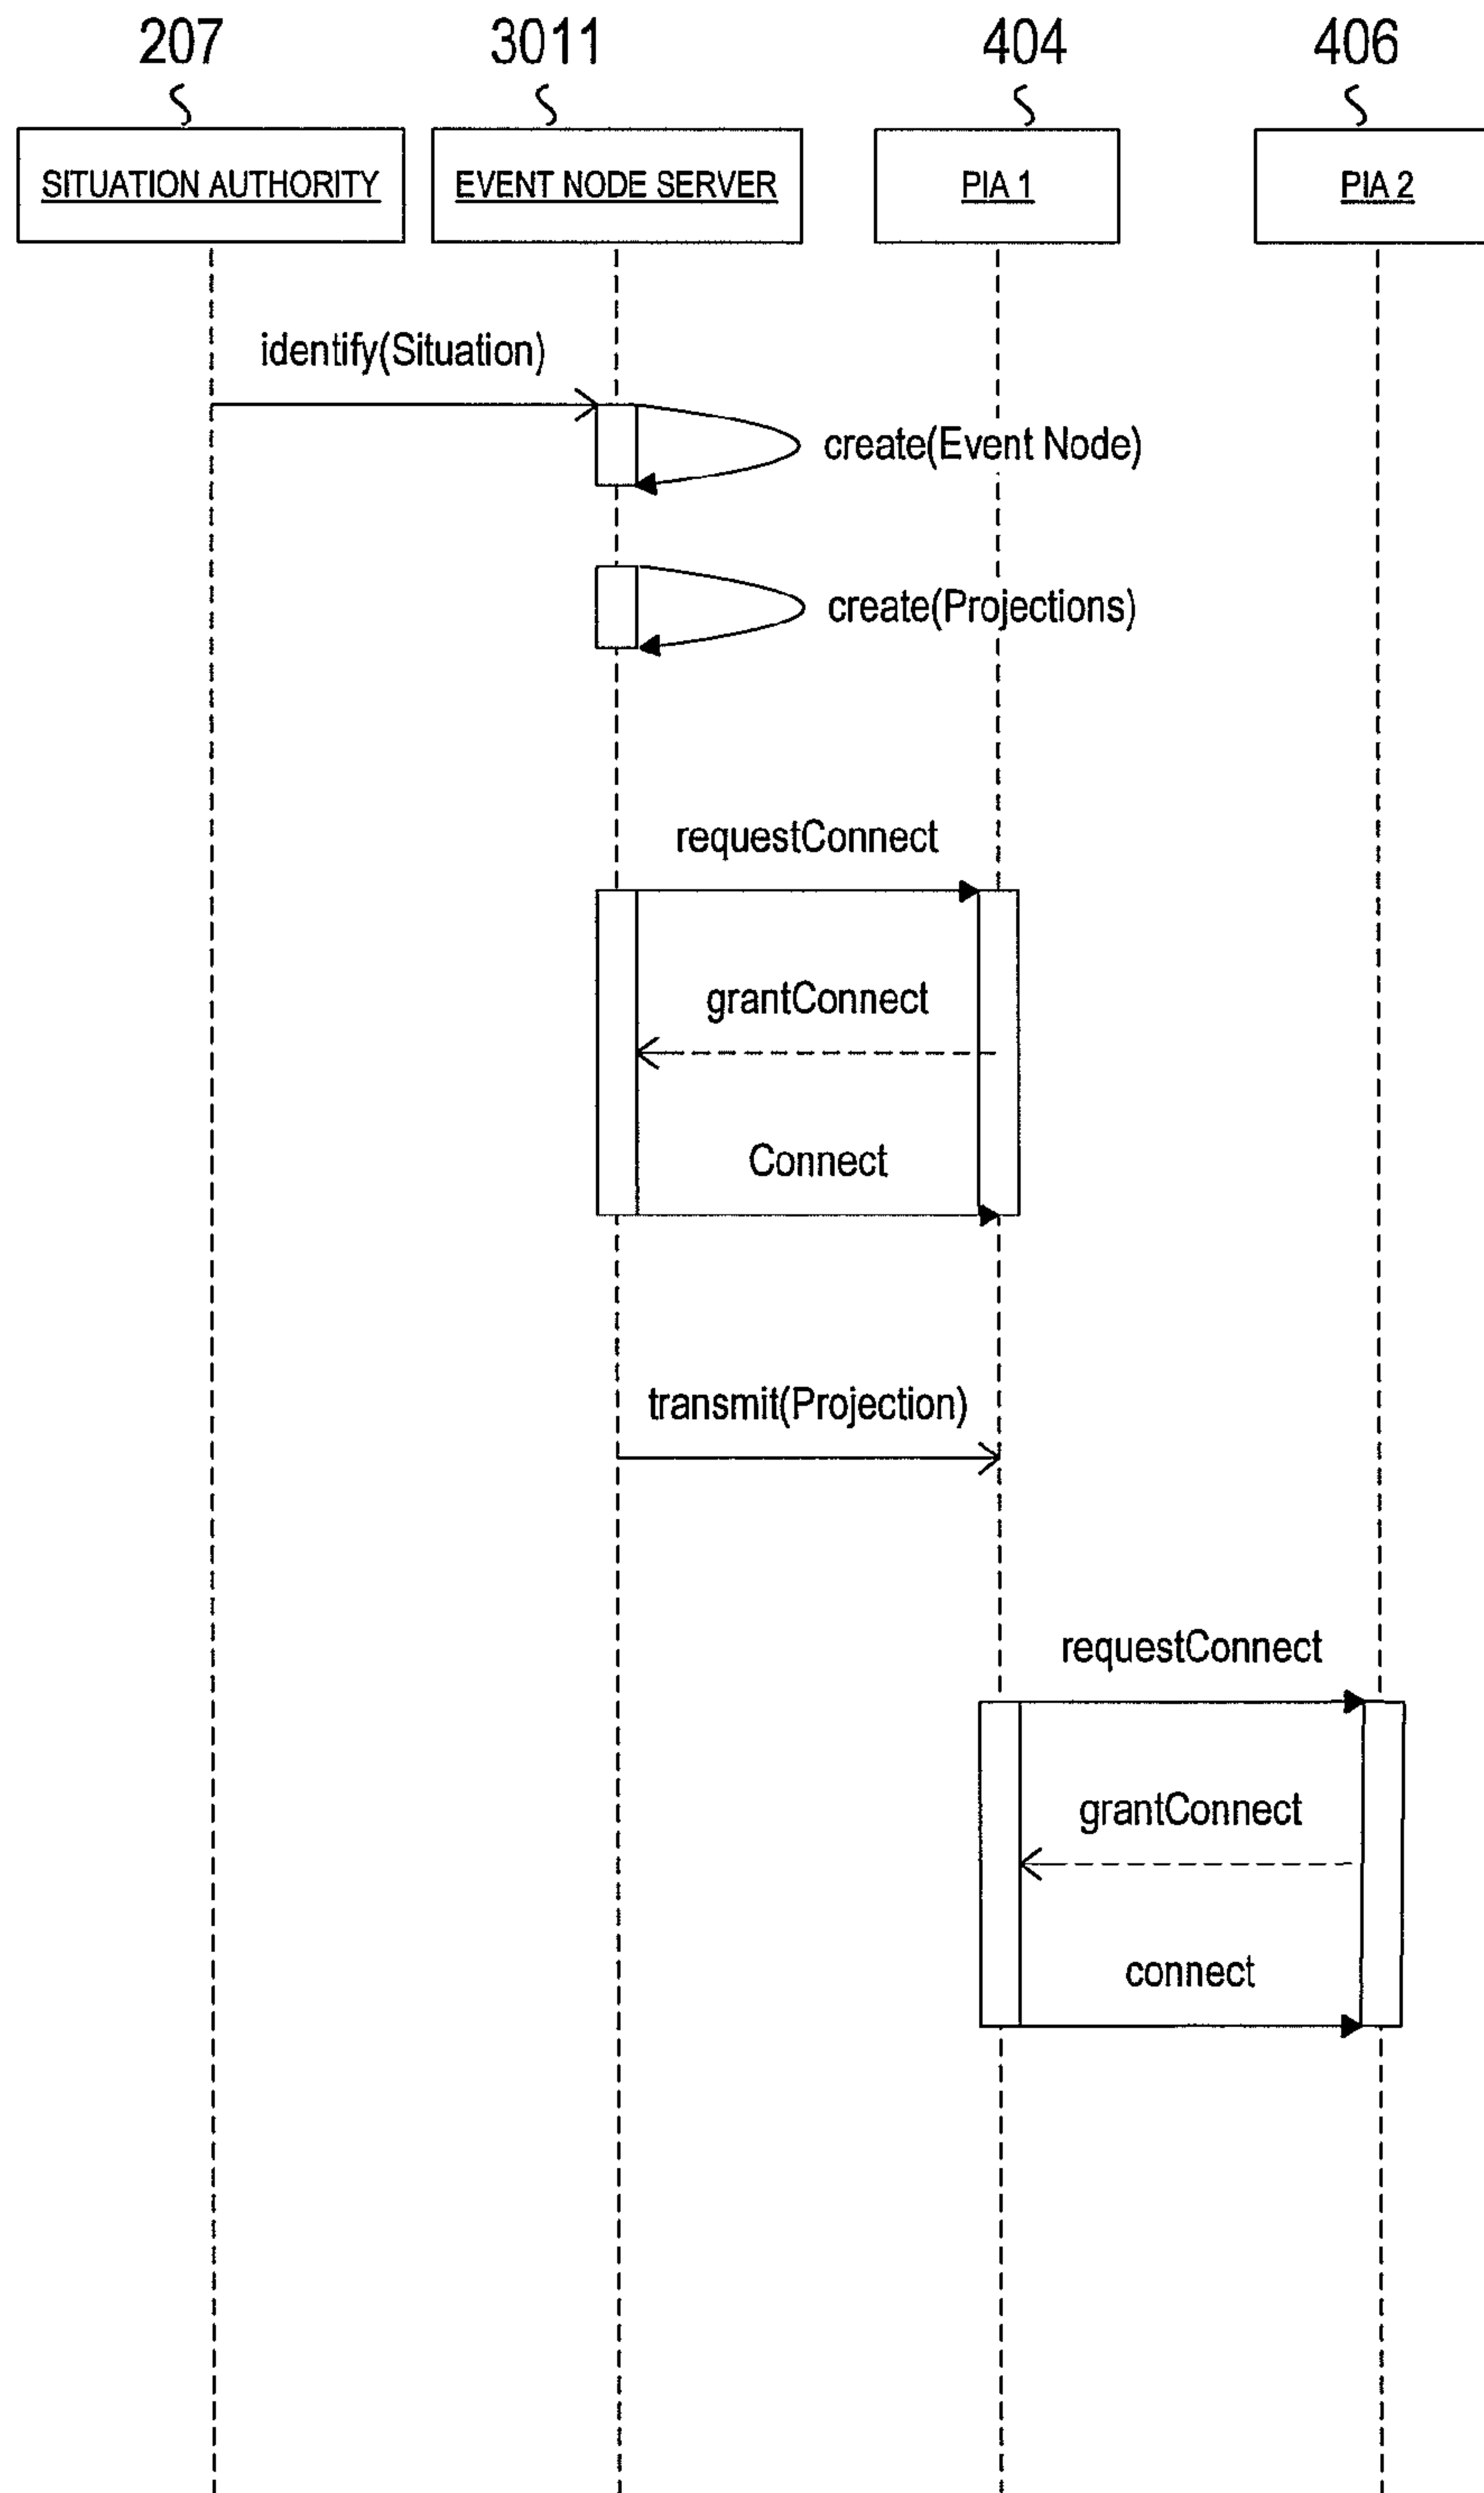 207 3011 404 406
SITUATION AUTHORITY EVENT NODE SERVER PIA 1 PIA 2
identify(Situation)
create(Event Node)
create(Projections)
requestConnect
grantConnect
Connect
transmit(Projection)
requestConnect
grantConnect
connect